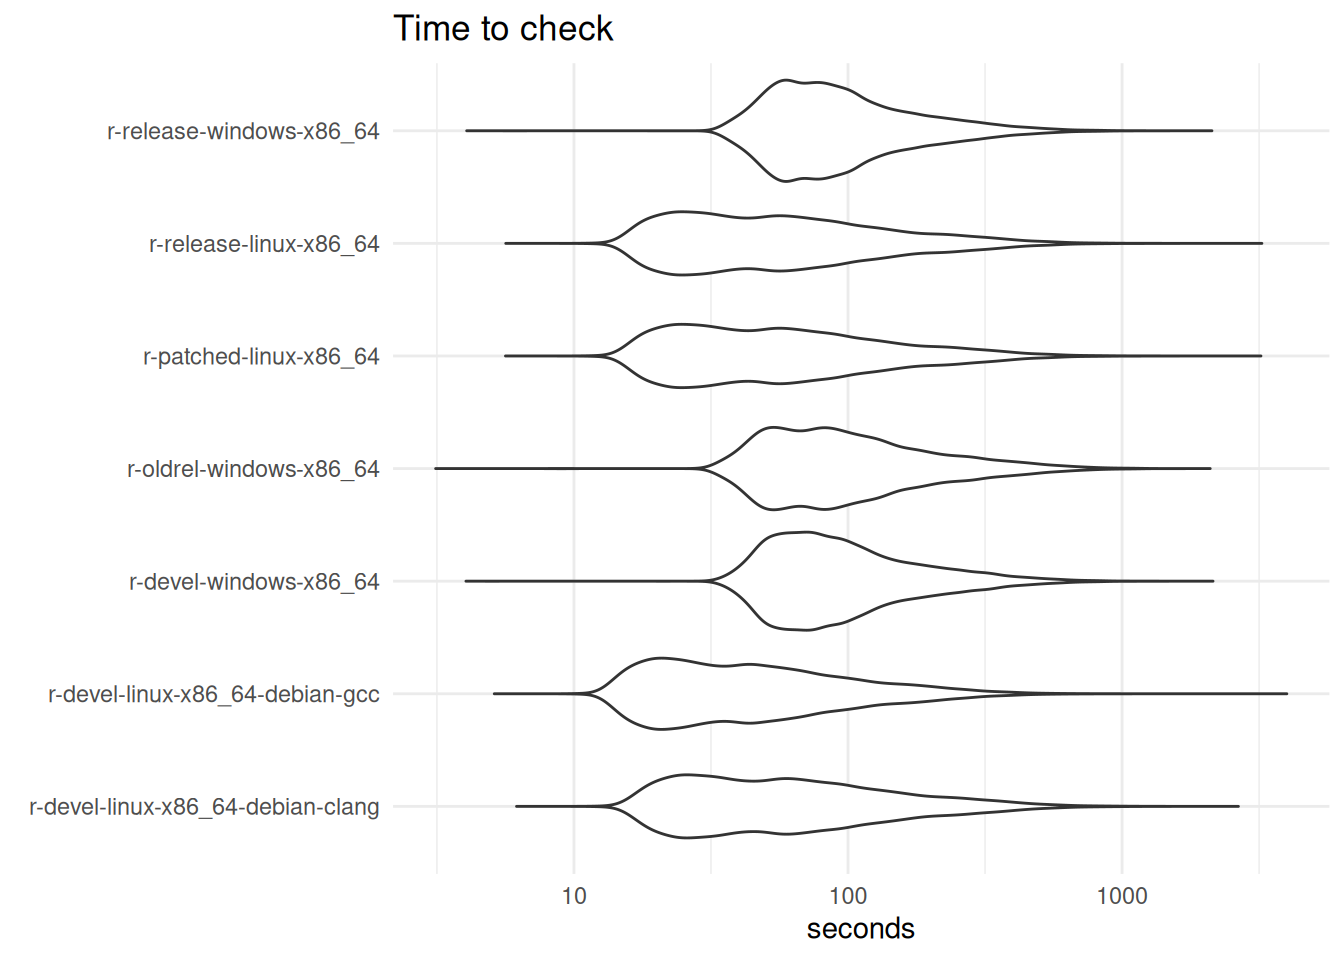 Time to check
r-release-windows-x86_64
r-release-linux-x86_64
r-patched-linux-x86_64
r-oldrel-windows-x86_64
r-devel-windows-x86_64
r-devel-linux-x86_64-debian-gcc
r-devel-linux-x86_64-debian-clang
10 100 1000
seconds